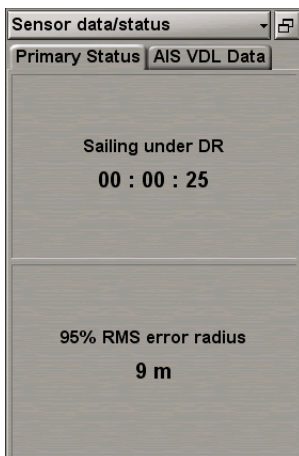 Sensor data/status
Primary Status AIS VDL Data
Sailing under DR
00 : 00 : 25
95% RMS error radius
9 m